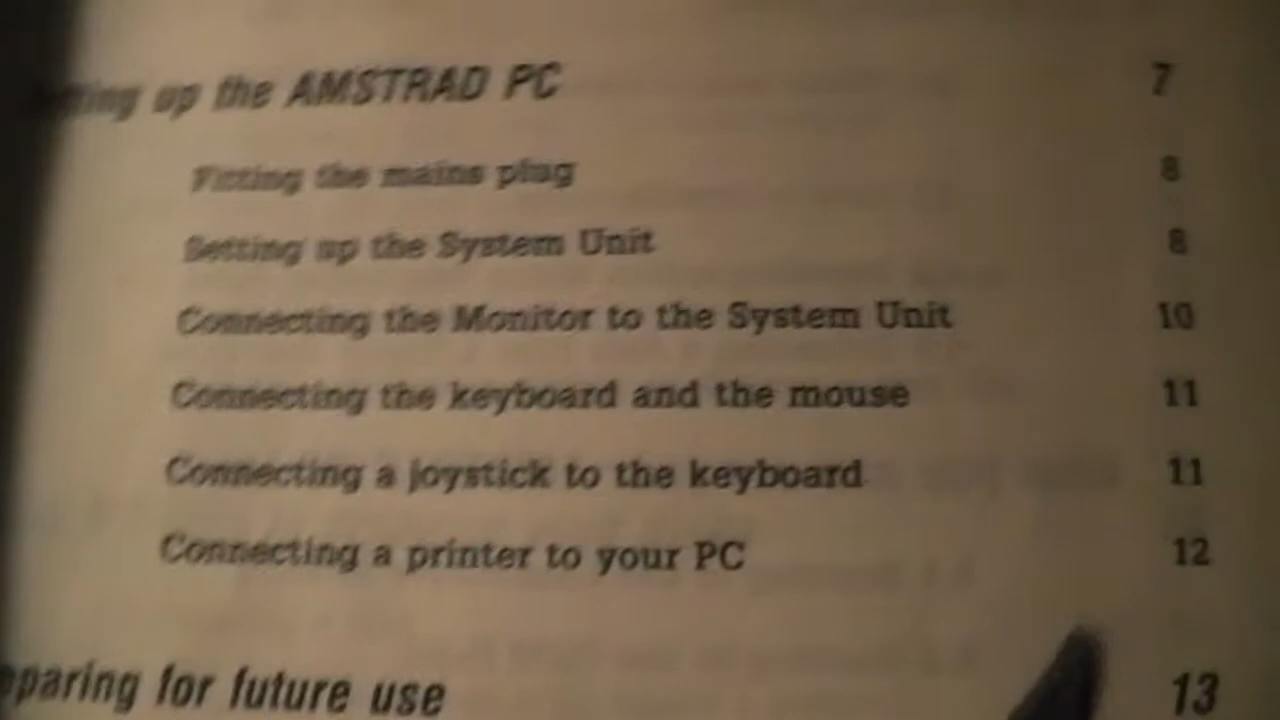 up the AMSTRAD PC 7
Fitting the mains plug 8
Setting up the System Unit 8
Connecting the Monitor to the System Unit 10
Connecting the keyboard and the mouse 11
Connecting a joystick to the keyboard 11
Connecting a printer to your PC 12
paring for future use 13